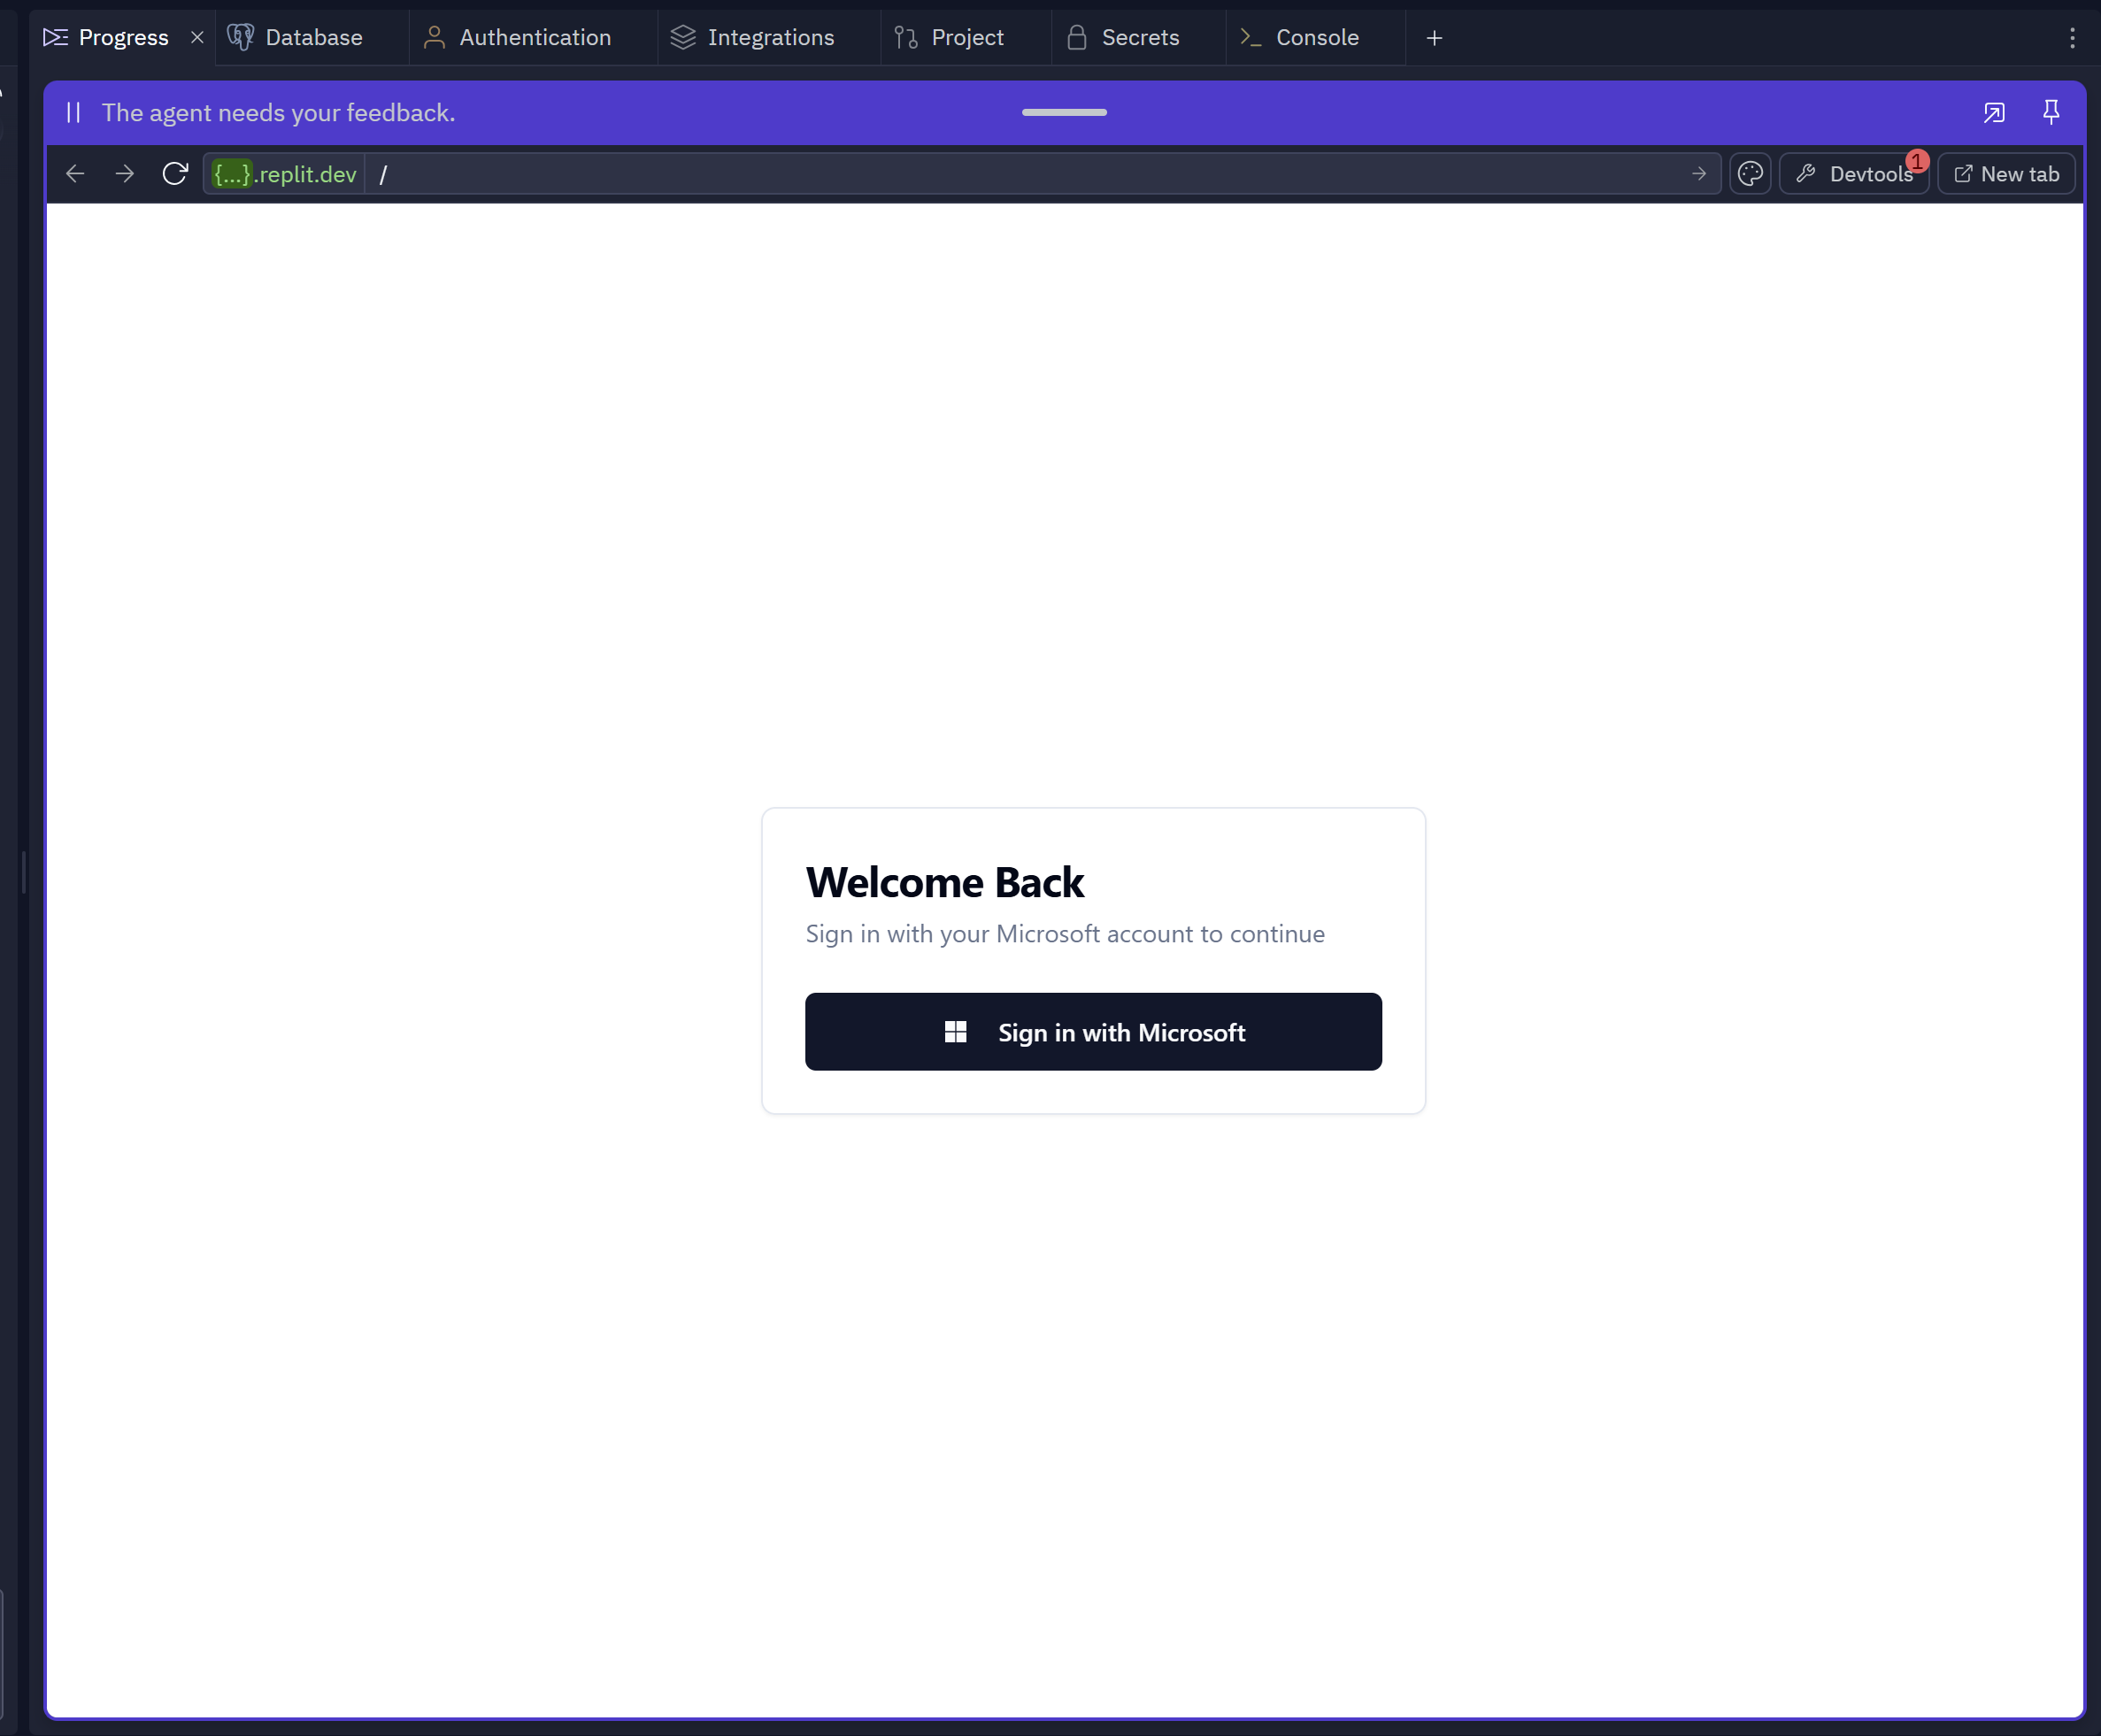 Progress Database Authentication Integrations Project Secrets Console
The agent needs your feedback.
{...}.replit.dev / Devtools 1 New tab
Welcome Back
Sign in with your Microsoft account to continue
Sign in with Microsoft